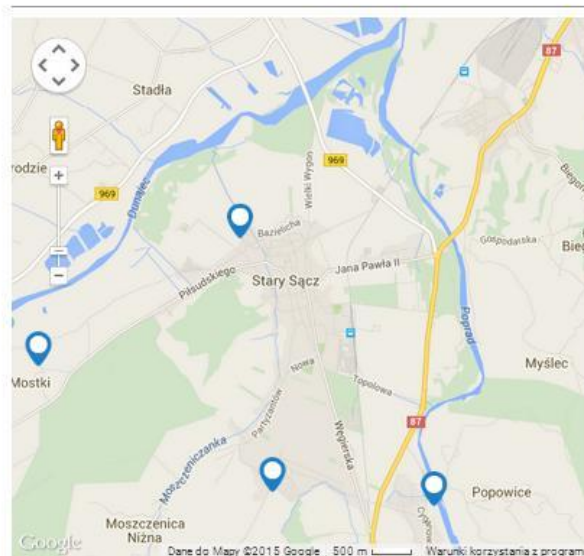 87
Stadła
rodzie
969
Dunajec
Wielki Wygon
969
Biego
Bazielicha
Gospodarska
Bieg
Piłsudskiego
Jana Pawła II
Stary Sącz
Poprad
Mostki
Nowa
Myślec
Topolowa
Partyzantów
87
Węgierska
Moszczeniczanka
Popowice
Moszczenica
Niżna
Google
Dane do Mapy ©2015 Google
500 m
Warunki korzystania z program